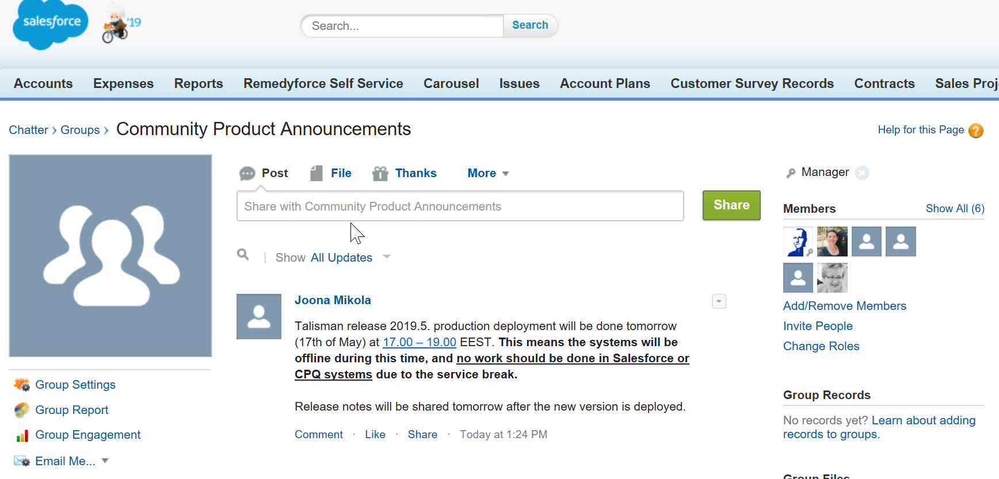 salesforce
'19
Search...
Search
Accounts Expenses Reports Remedyforce Self Service Carousel Issues Account Plans Customer Survey Records Contracts Sales Proj
Chatter › Groups › Community Product Announcements
Help for this Page ?
Post File Thanks More
Share with Community Product Announcements
Share
Show All Updates
Joona Mikola
Talisman release 2019.5. production deployment will be done tomorrow
(17th of May) at 17.00 – 19.00 EEST. This means the systems will be
offline during this time, and no work should be done in Salesforce or
CPQ systems due to the service break.
Release notes will be shared tomorrow after the new version is deployed.
Comment · Like · Share · Today at 1:24 PM
Group Settings
Group Report
Group Engagement
Email Me...
Manager
Members Show All (6)
Add/Remove Members
Invite People
Change Roles
Group Records
No records yet? Learn about adding
records to groups.
Group Files